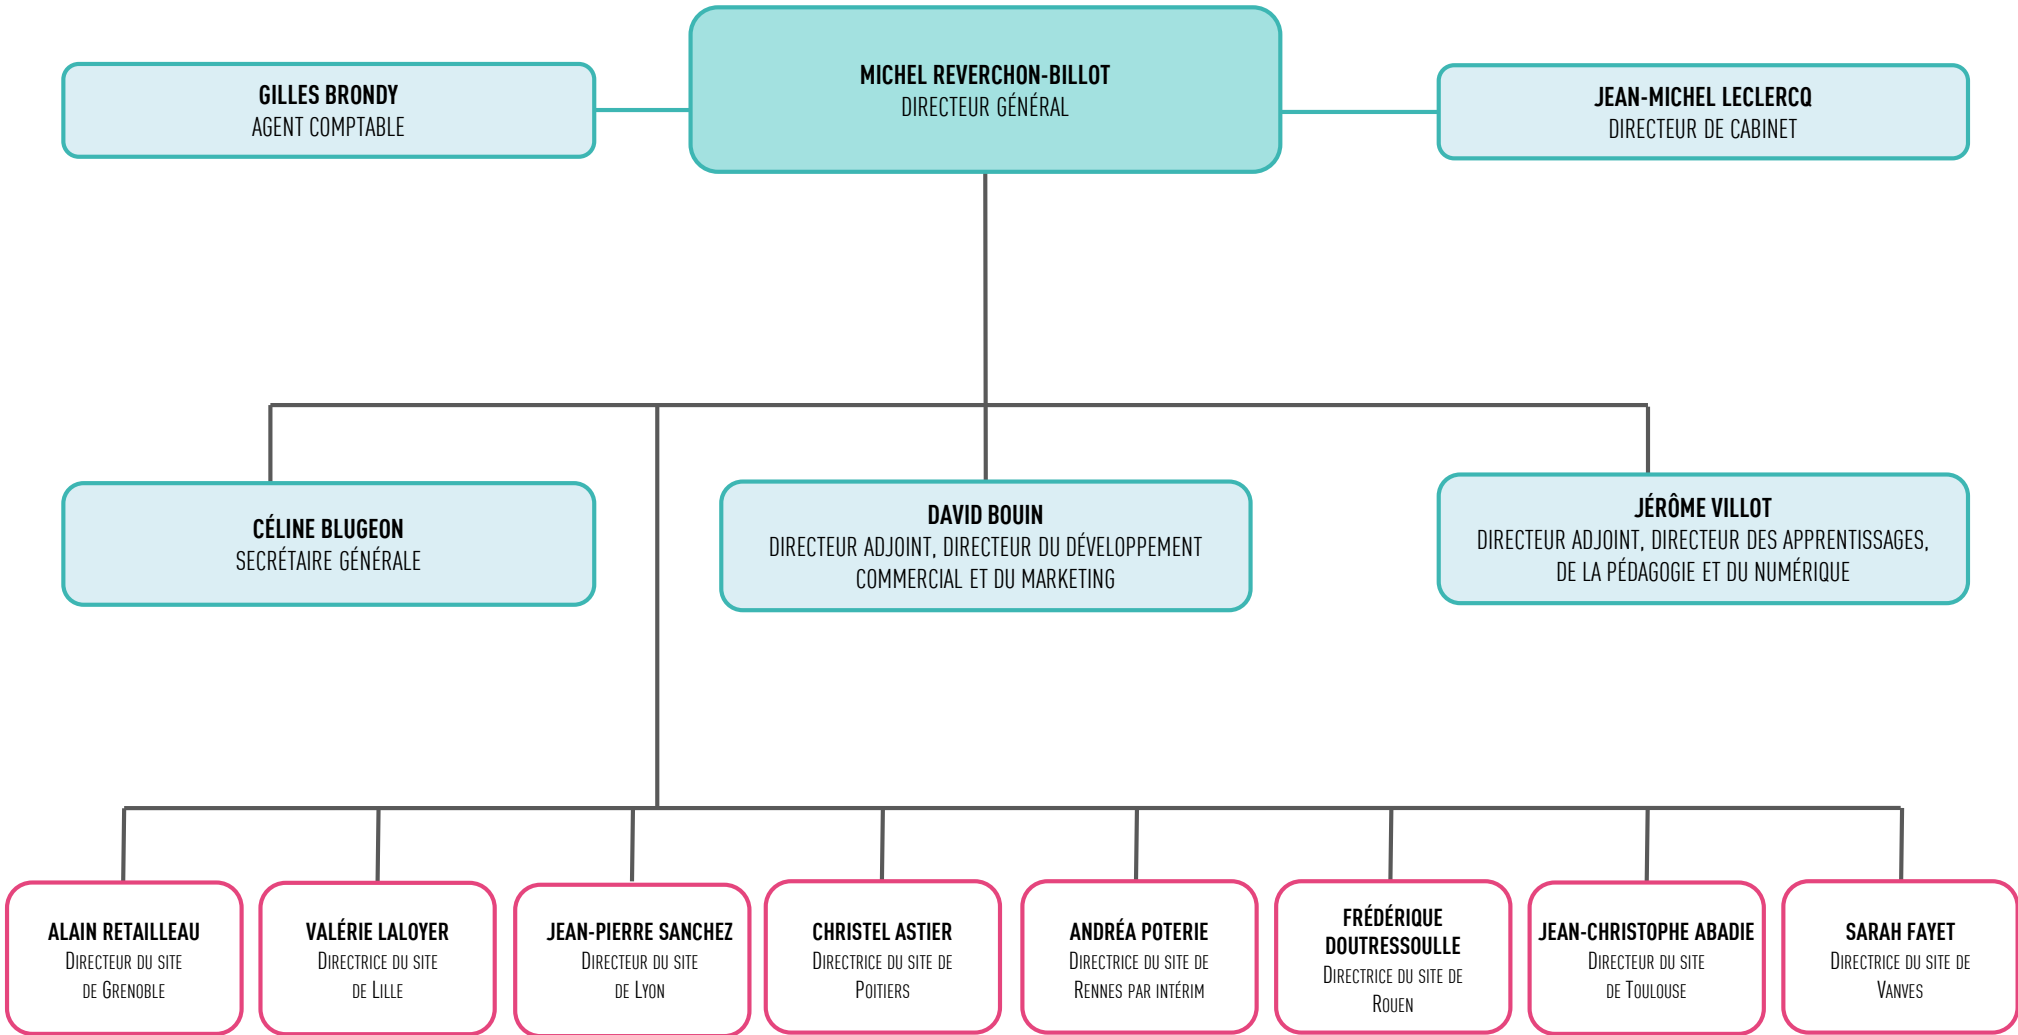 MICHEL REVERCHON-BILLOT
DIRECTEUR GÉNÉRAL
GILLES BRONDY
AGENT COMPTABLE
JEAN-MICHEL LECLERCQ
DIRECTEUR DE CABINET
CÉLINE BLUGEON
SECRÉTAIRE GÉNÉRALE
DAVID BOUIN
DIRECTEUR ADJOINT, DIRECTEUR DU DÉVELOPPEMENT
COMMERCIAL ET DU MARKETING
JÉRÔME VILLOT
DIRECTEUR ADJOINT, DIRECTEUR DES APPRENTISSAGES,
DE LA PÉDAGOGIE ET DU NUMÉRIQUE
ALAIN RETAILLEAU
DIRECTEUR DU SITE
DE GRENOBLE
VALÉRIE LALOYER
DIRECTRICE DU SITE
DE LILLE
JEAN-PIERRE SANCHEZ
DIRECTEUR DU SITE
DE LYON
CHRISTEL ASTIER
DIRECTRICE DU SITE DE
POITIERS
ANDRÉA POTERIE
DIRECTRICE DU SITE DE
RENNES PAR INTÉRIM
FRÉDÉRIQUE
DOUTRESSOULLE
DIRECTRICE DU SITE DE
ROUEN
JEAN-CHRISTOPHE ABADIE
DIRECTEUR DU SITE
DE TOULOUSE
SARAH FAYET
DIRECTRICE DU SITE DE
VANVES